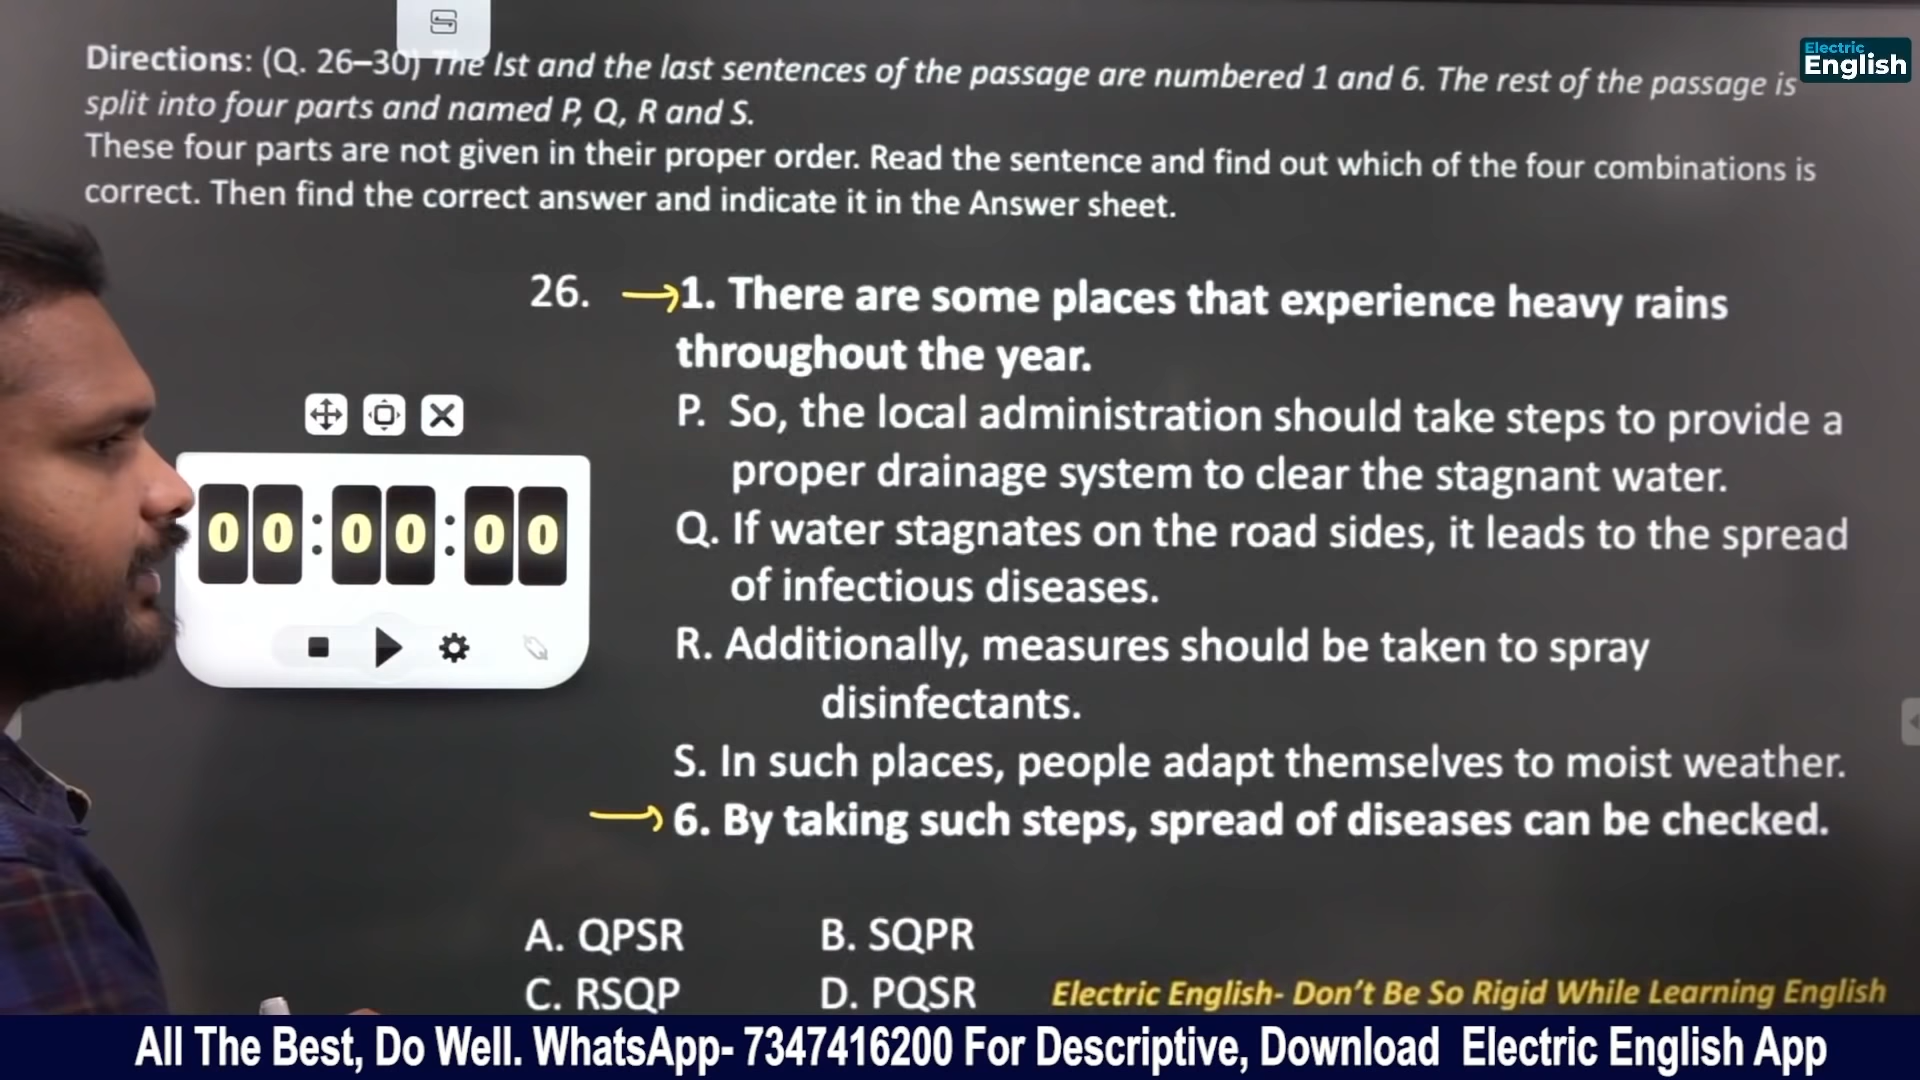 Directions: (Q. 26–30) The Ist and the last sentences of the passage are numbered 1 and 6. The rest of the passage is
split into four parts and named P, Q, R and S.
These four parts are not given in their proper order. Read the sentence and find out which of the four combinations is
correct. Then find the correct answer and indicate it in the Answer sheet.
Electric
English
26. 1. There are some places that experience heavy rains
throughout the year.
P. So, the local administration should take steps to provide a
proper drainage system to clear the stagnant water.
Q. If water stagnates on the road sides, it leads to the spread
of infectious diseases.
R. Additionally, measures should be taken to spray
disinfectants.
S. In such places, people adapt themselves to moist weather.
6. By taking such steps, spread of diseases can be checked.
00:00:00
A. QPSR B. SQPR
C. RSQP D. PQSR
Electric English- Don't Be So Rigid While Learning English
All The Best, Do Well. WhatsApp- 7347416200 For Descriptive, Download Electric English App